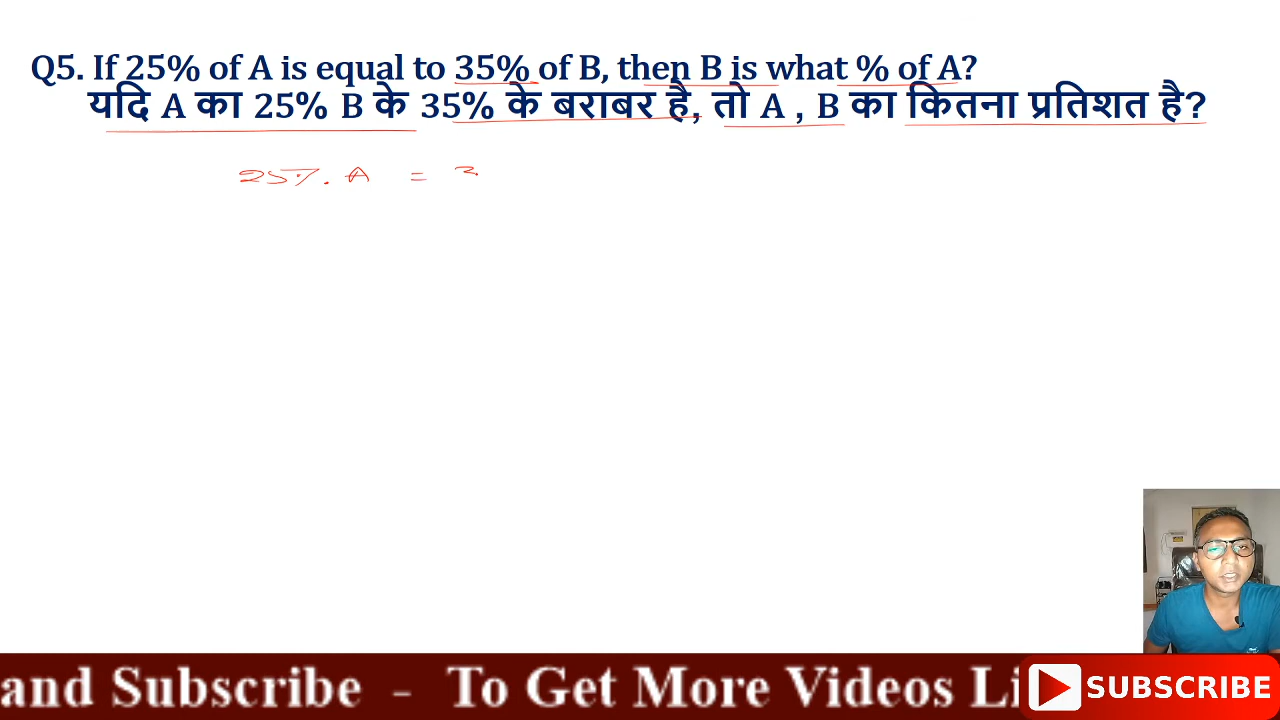 Q5. If 25% of A is equal to 35% of B, then B is what % of A?
यदि A का 25% B के 35% के बराबर है, तो A , B का कितना प्रतिशत है?
25%. A = 3
and Subscribe - To Get More Videos Li
SUBSCRIBE